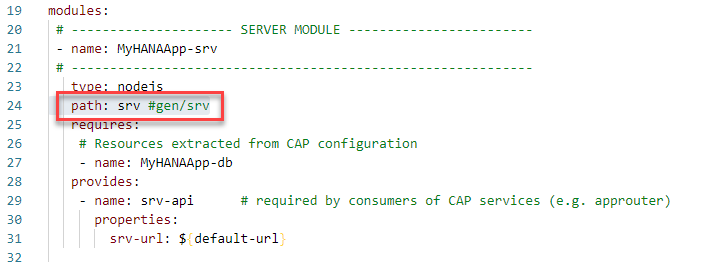 19 modules:
20 # --------------------- SERVER MODULE ------------------------
21 - name: MyHANAApp-srv
22 # ------------------------------------------------------------
23 type: nodejs
24 path: srv #gen/srv
25 requires:
26 # Resources extracted from CAP configuration
27 - name: MyHANAApp-db
28 provides:
29 - name: srv-api # required by consumers of CAP services (e.g. approuter)
30 properties:
31 srv-url: ${default-url}
32